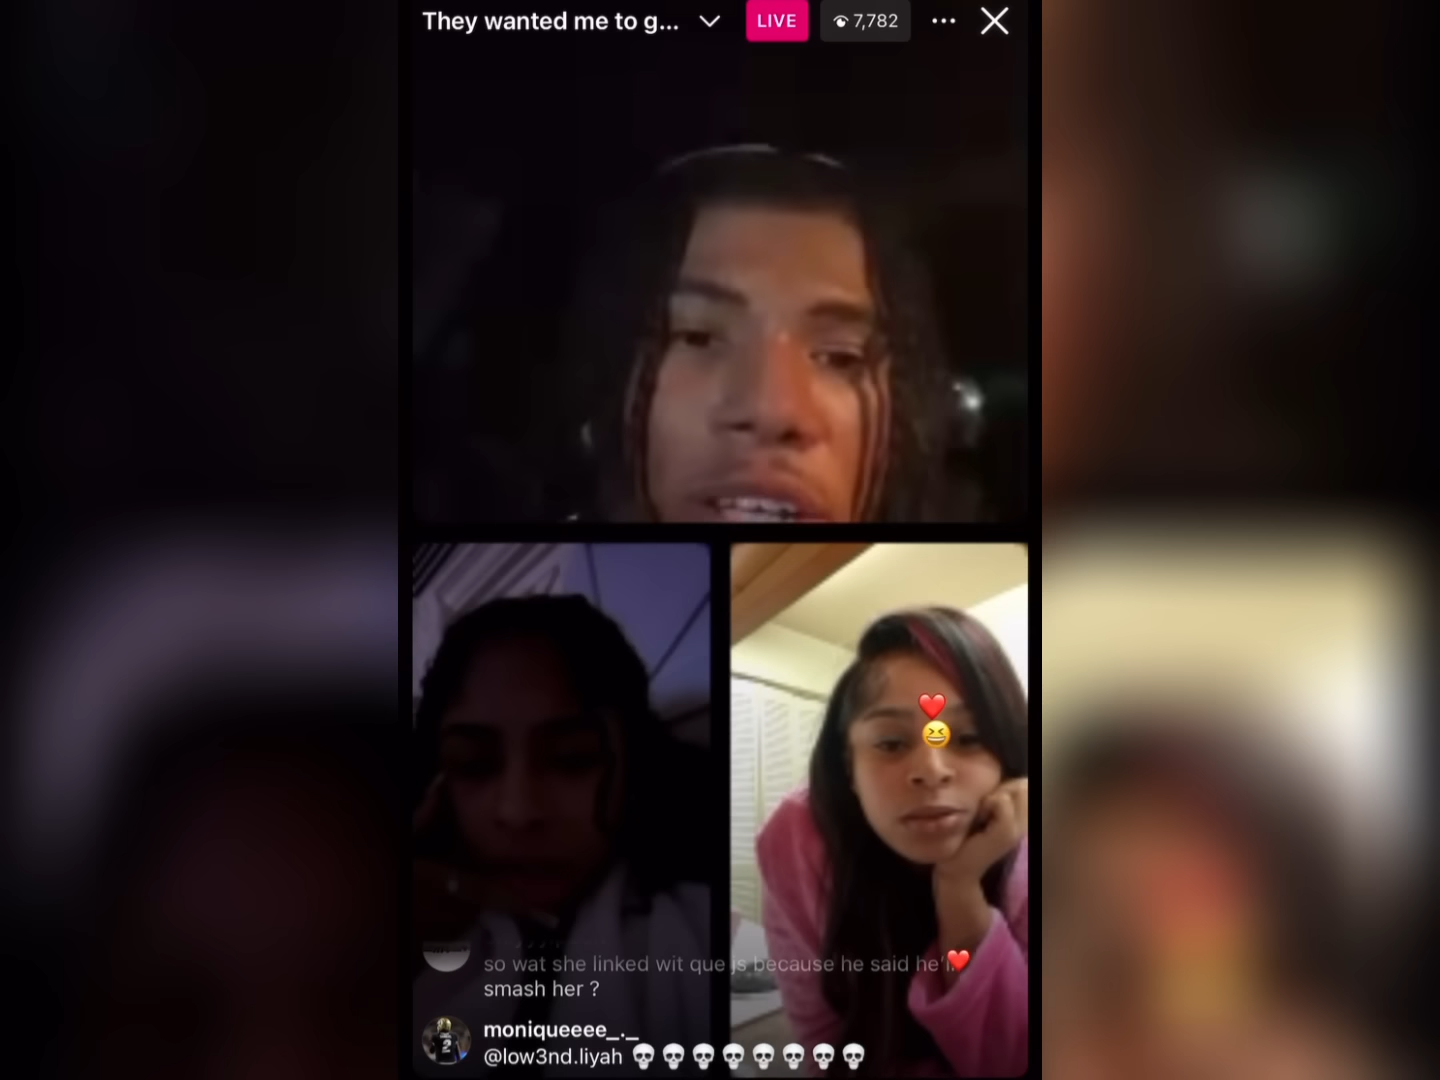 They wanted me to g...
LIVE
7,782
so wat she linked wit que js because he said he'l
smash her ?
moniqueeee_._
@low3nd.liyah 💀💀💀💀💀💀💀💀